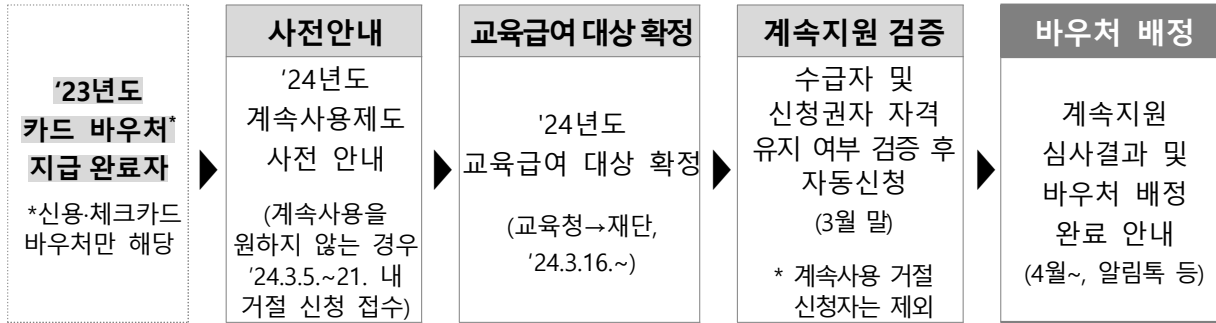 ‘23년도
카드 바우처*
지급 완료자
*신용·체크카드
바우처만 해당
사전안내
'24년도
계속사용제도
사전 안내
(계속사용을
원하지 않는 경우
'24.3.5.~21. 내
거절 신청 접수)
교육급여 대상 확정
'24년도
교육급여 대상 확정
(교육청→재단,
‘24.3.16.~)
계속지원 검증
수급자 및
신청권자 자격
유지 여부 검증 후
자동신청
(3월 말)
* 계속사용 거절
신청자는 제외
바우처 배정
계속지원
심사결과 및
바우처 배정
완료 안내
(4월~, 알림톡 등)